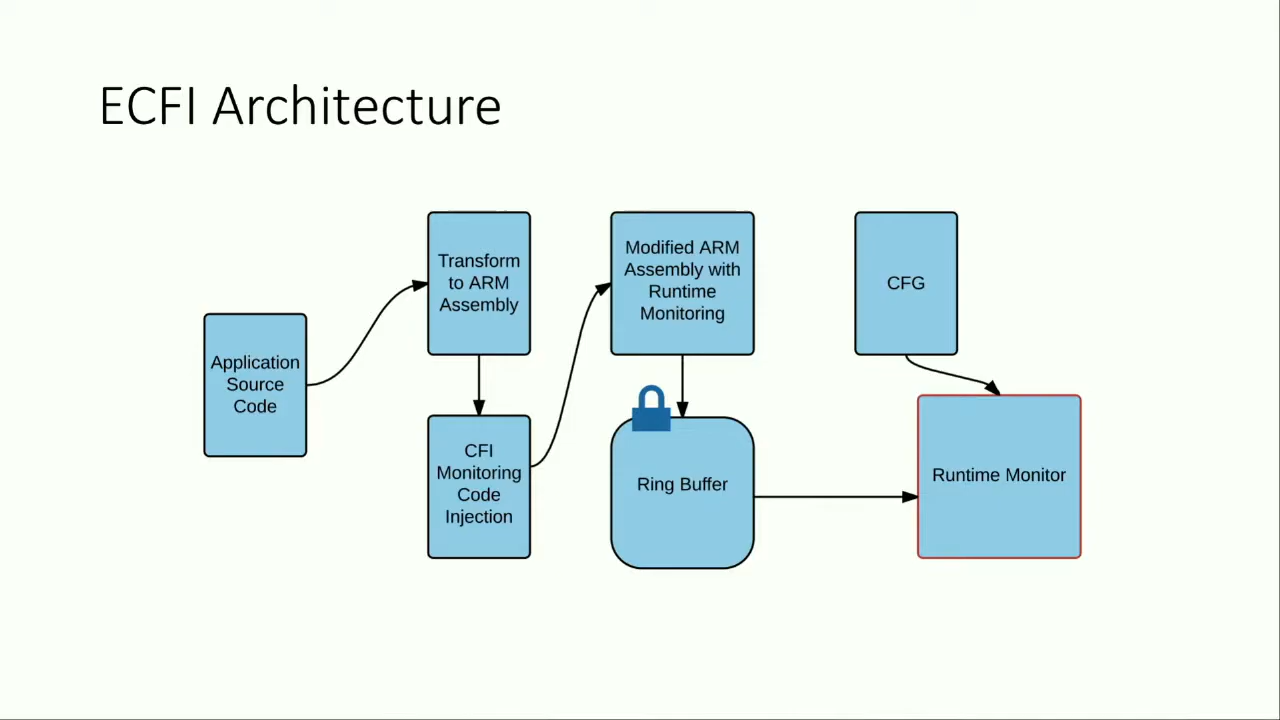 ECFI Architecture
Application
Source
Code
Transform
to ARM
Assembly
CFI
Monitoring
Code
Injection
Modified ARM
Assembly with
Runtime
Monitoring
Ring Buffer
CFG
Runtime Monitor